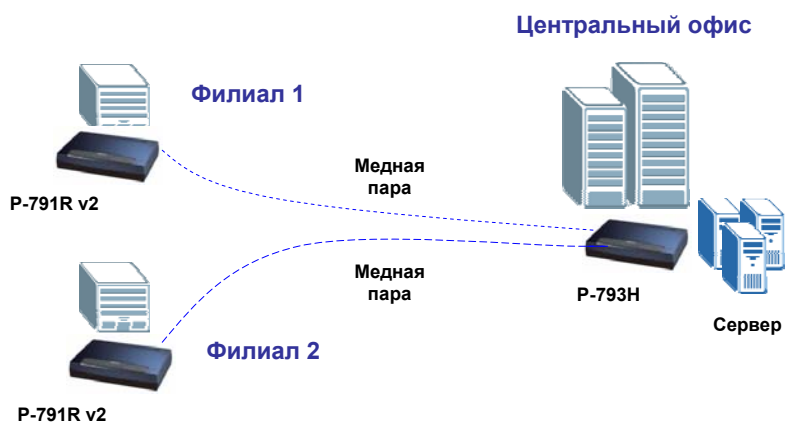 Центральный офис
Филиал 1
Медная
пара
P-791R v2
Медная
пара
P-793H
Сервер
Филиал 2
P-791R v2